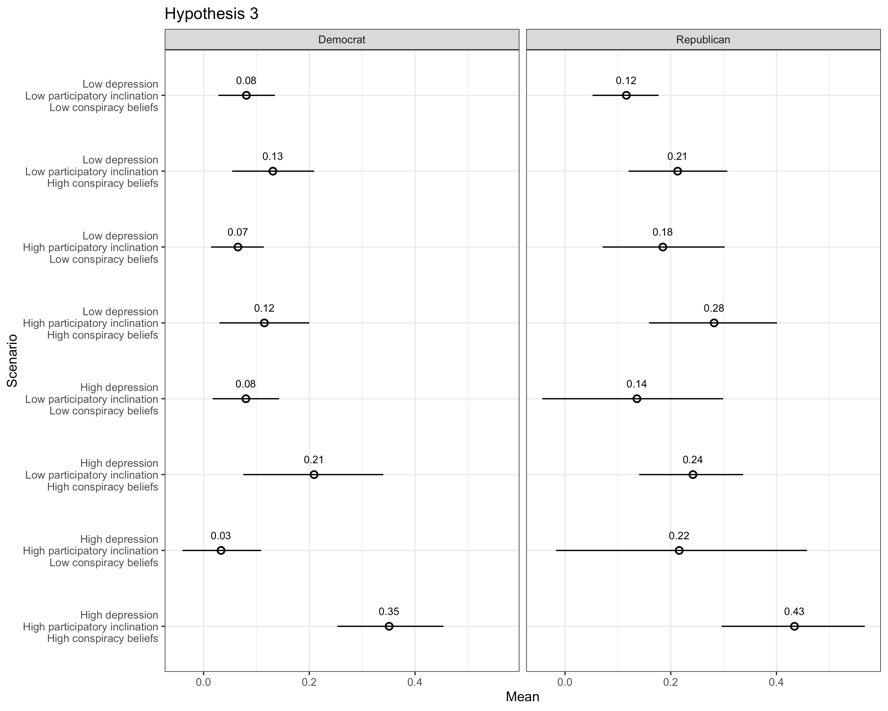 Hypothesis 3
Democrat
Republican
Scenario
Low depression
Low participatory inclination
Low conspiracy beliefs
0.08
0.12
Low depression
Low participatory inclination
High conspiracy beliefs
0.13
0.21
Low depression
High participatory inclination
Low conspiracy beliefs
0.07
0.18
Low depression
High participatory inclination
High conspiracy beliefs
0.12
0.28
High depression
Low participatory inclination
Low conspiracy beliefs
0.08
0.14
High depression
Low participatory inclination
High conspiracy beliefs
0.21
0.24
High depression
High participatory inclination
Low conspiracy beliefs
0.03
0.22
High depression
High participatory inclination
High conspiracy beliefs
0.35
0.43
0.0 0.2 0.4
0.0 0.2 0.4
Mean